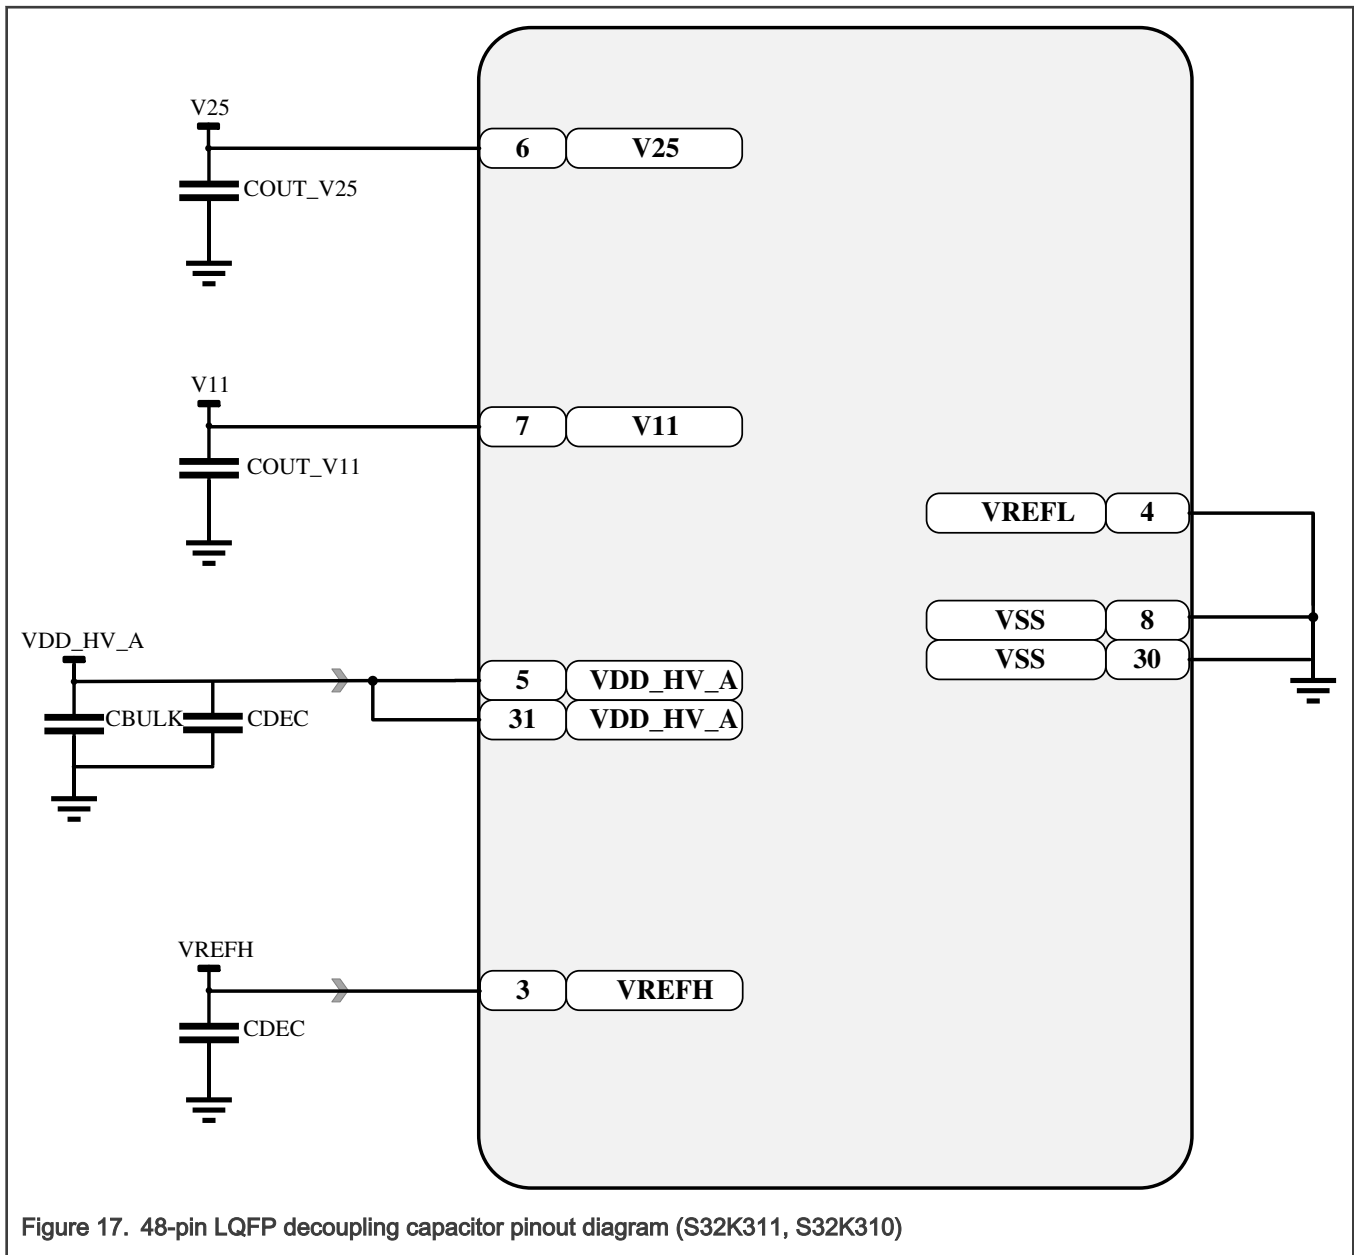 V25
6 V25
COUT_V25
V11
7 V11
COUT_V11
VREFL 4
VSS 8
VSS 30
VDD_HV_A
5 VDD_HV_A
31 VDD_HV_A
CBULK CDEC
VREFH
3 VREFH
CDEC
Figure 17. 48-pin LQFP decoupling capacitor pinout diagram (S32K311, S32K310)